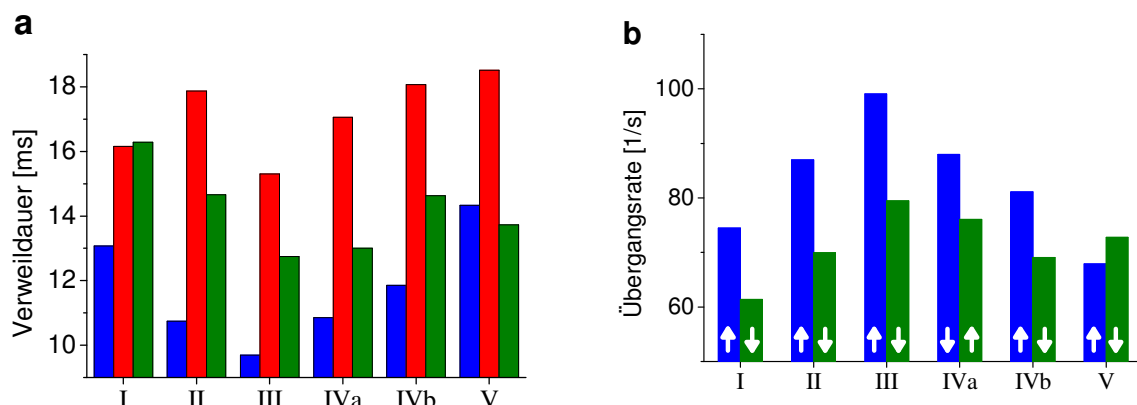 a
Verweildauer [ms]
18
16
14
12
10
I II III IVa IVb V
b
Übergangsrate [1/s]
100
80
60
I II III IVa IVb V